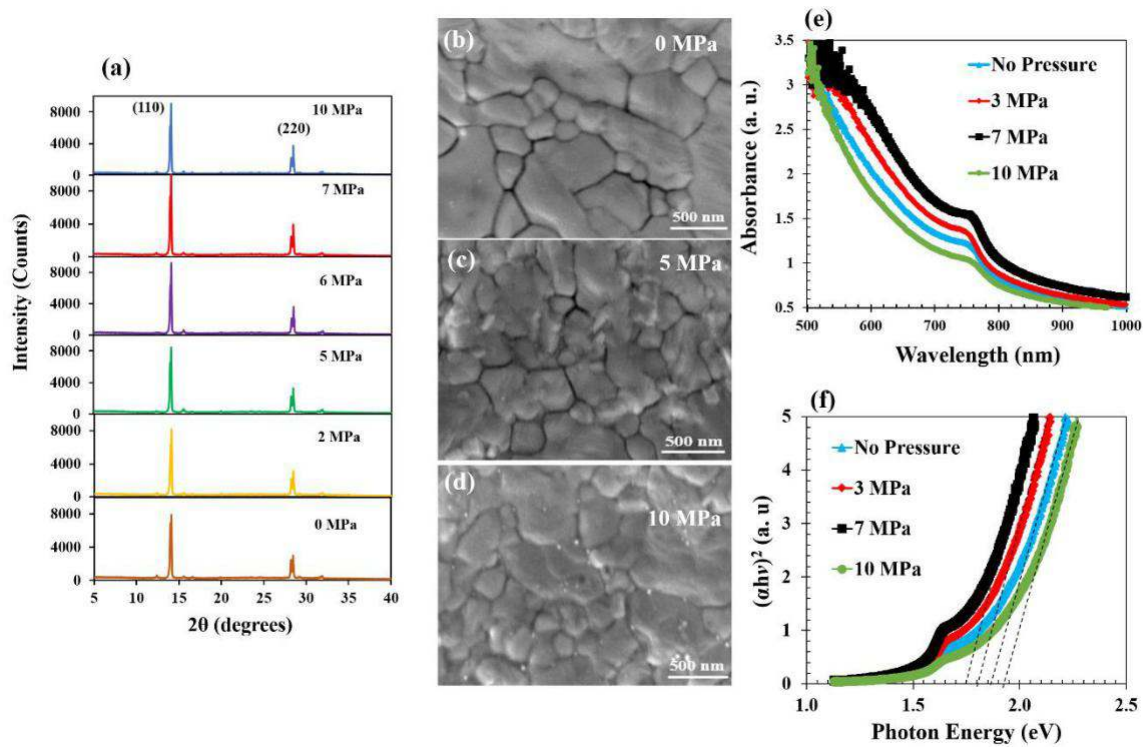 (a)
Intensity (Counts)
8000
4000
0
(110)
(220)
10 MPa
8000
4000
0
7 MPa
8000
4000
0
6 MPa
8000
4000
0
5 MPa
8000
4000
0
2 MPa
8000
4000
0
0 MPa
5 10 15 20 25 30 35 40
2θ (degrees)
(b)
0 MPa
500 nm
(c)
5 MPa
500 nm
(d)
10 MPa
500 nm
(e)
Absorbance (a. u.)
3.5
3
2.5
2
1.5
1
0.5
No Pressure
3 MPa
7 MPa
10 MPa
500 600 700 800 900 1000
Wavelength (nm)
(f)
(αhν)2 (a. u)
5
4
3
2
1
0
No Pressure
3 MPa
7 MPa
10 MPa
1.0 1.5 2.0 2.5
Photon Energy (eV)